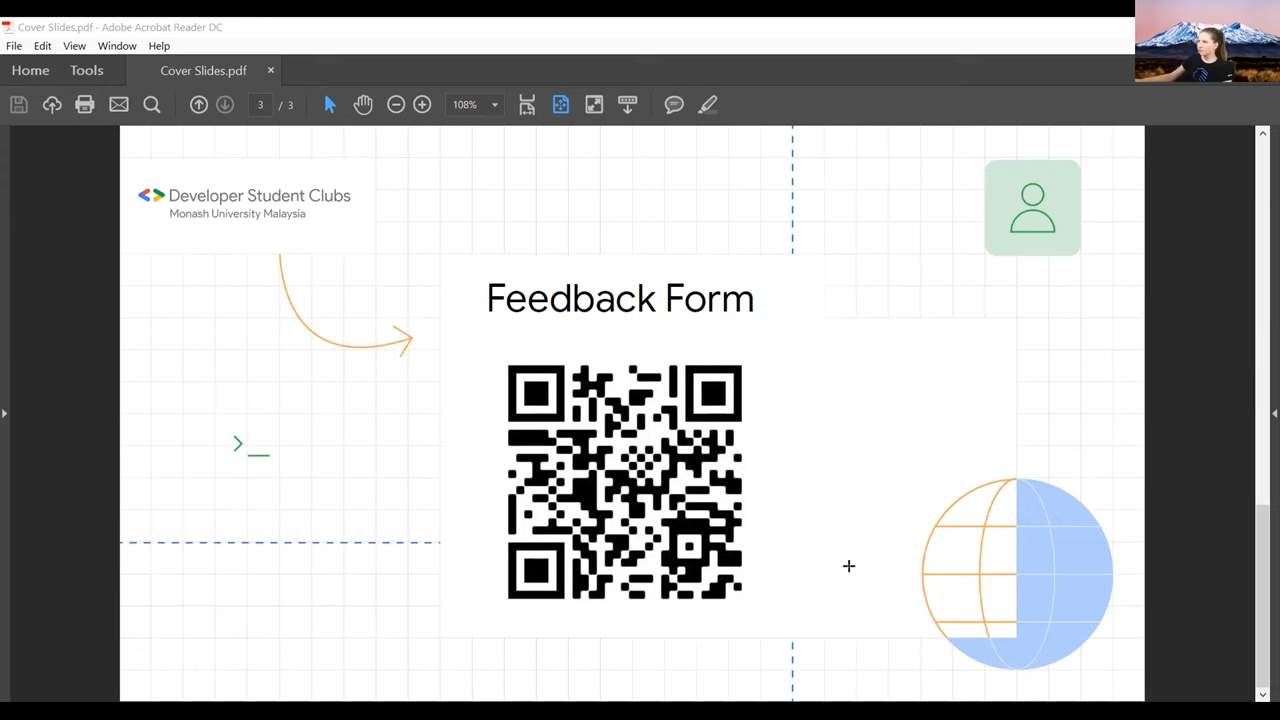 Cover Slides.pdf - Adobe Acrobat Reader DC
File Edit View Window Help
Home Tools Cover Slides.pdf ×
3 / 3 108%
Developer Student Clubs
Monash University Malaysia
Feedback Form
>_